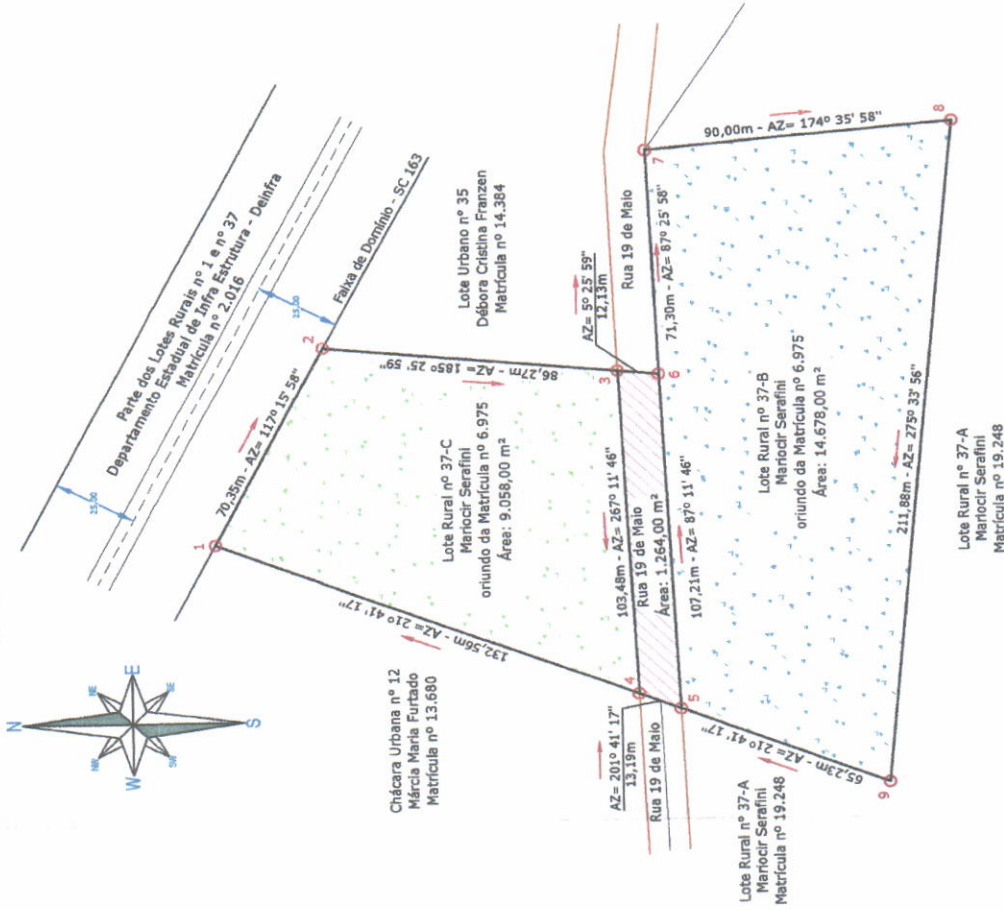 N
NW
NE
W
E
SW
SE
S
Parte dos Lotes Rurais nº 1 e nº 37
Departamento Estadual de Infra Estrutura - Deinfra
Matrícula nº 2.016
25,00
25,00
Faixa de Domínio - SC 163
1
70,35m - AZ= 117º 15' 58"
2
Chácara Urbana nº 12
Márcia Maria Furtado
Matrícula nº 13.680
132,56m - AZ= 21º 41' 17"
Lote Rural nº 37-C
Mariocir Serafini
oriundo da Matrícula nº 6.975
Área: 9.058,00 m²
86,27m - AZ= 185º 25' 59"
Lote Urbano nº 35
Débora Cristina Franzen
Matrícula nº 14.384
AZ= 5º 25' 59"
12,13m
3
103,48m - AZ= 267º 11' 46"
4
Rua 19 de Maio
Área: 1.264,00 m²
Rua 19 de Maio
AZ= 201º 41' 17"
13,19m
Rua 19 de Maio
5
107,21m - AZ= 87º 11' 46"
6
71,30m - AZ= 87º 25' 58"
7
90,00m - AZ= 174º 35' 58"
8
Lote Rural nº 37-B
Mariocir Serafini
oriundo da Matrícula nº 6.975
Área: 14.678,00 m²
65,23m - AZ= 21º 41' 17"
9
211,88m - AZ= 275º 33' 56"
Lote Rural nº 37-A
Mariocir Serafini
Matrícula nº 19.248
Lote Rural nº 37-A
Mariocir Serafini
Matrícula nº 19.248